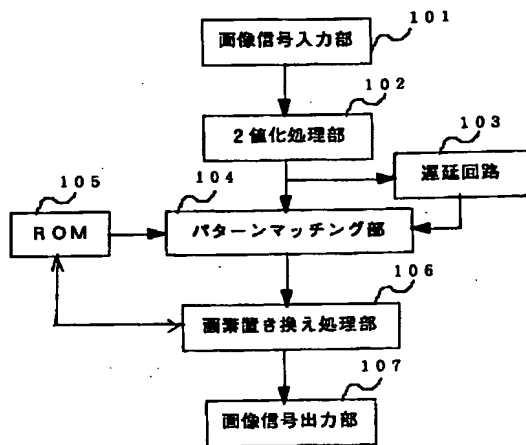 101
画像信号入力部
102
2値化処理部
103
遅延回路
104
パターンマッチング部
105
ROM
106
画素置き換え処理部
107
画像信号出力部